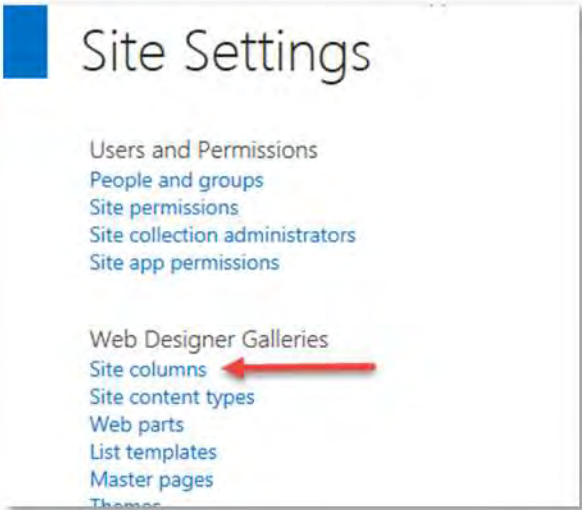 Site Settings
Users and Permissions
People and groups
Site permissions
Site collection administrators
Site app permissions
Web Designer Galleries
Site columns
Site content types
Web parts
List templates
Master pages
Themes